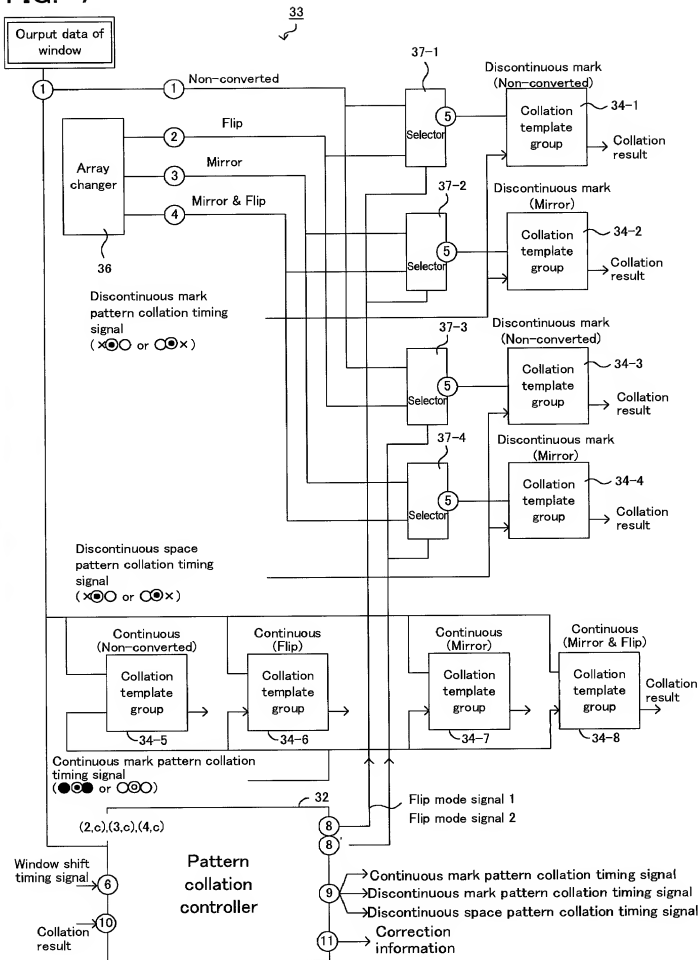 33
Ourput data of
window
1
1
Non-converted
2
Flip
3
Mirror
4
Mirror & Flip
Array
changer
36
37-1
Selector
5
Discontinuous mark
(Non-converted)
Collation
template
group
34-1
Collation
result
37-2
Selector
5
Discontinuous mark
(Mirror)
Collation
template
group
34-2
Collation
result
Discontinuous mark
pattern collation timing
signal
(×◉○ or ○◉×)
37-3
Selector
5
Discontinuous mark
(Non-converted)
Collation
template
group
34-3
Collation
result
37-4
Selector
5
Discontinuous mark
(Mirror)
Collation
template
group
34-4
Collation
result
Discontinuous space
pattern collation timing
signal
(×◉○ or ○◉×)
Continuous
(Non-converted)
Collation
template
group
34-5
Continuous
(Flip)
Collation
template
group
34-6
Continuous
(Mirror)
Collation
template
group
34-7
Continuous
(Mirror & Flip)
Collation
template
group
34-8
Collation
result
Continuous mark pattern collation
timing signal
(●◉● or ○◎○)
32
(2,c),(3,c),(4,c)
Pattern
collation
controller
8
8'
Flip mode signal 1
Flip mode signal 2
Window shift
timing signal
6
10
Collation
result
9
Continuous mark pattern collation timing signal
Discontinuous mark pattern collation timing signal
Discontinuous space pattern collation timing signal
11
Correction
information